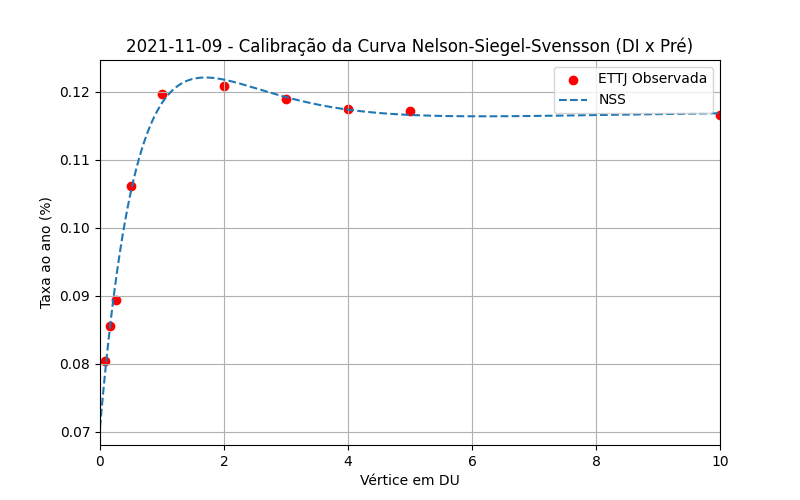 2021-11-09 - Calibração da Curva Nelson-Siegel-Svensson (DI x Pré)
ETTJ Observada
NSS
Taxa ao ano (%)
0.12
0.11
0.10
0.09
0.08
0.07
0 2 4 6 8 10
Vértice em DU